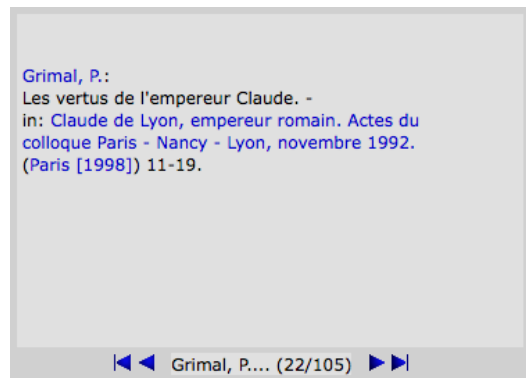 Grimal, P.:
Les vertus de l'empereur Claude. -
in: Claude de Lyon, empereur romain. Actes du
colloque Paris - Nancy - Lyon, novembre 1992.
(Paris [1998]) 11-19.
Grimal, P.... (22/105)